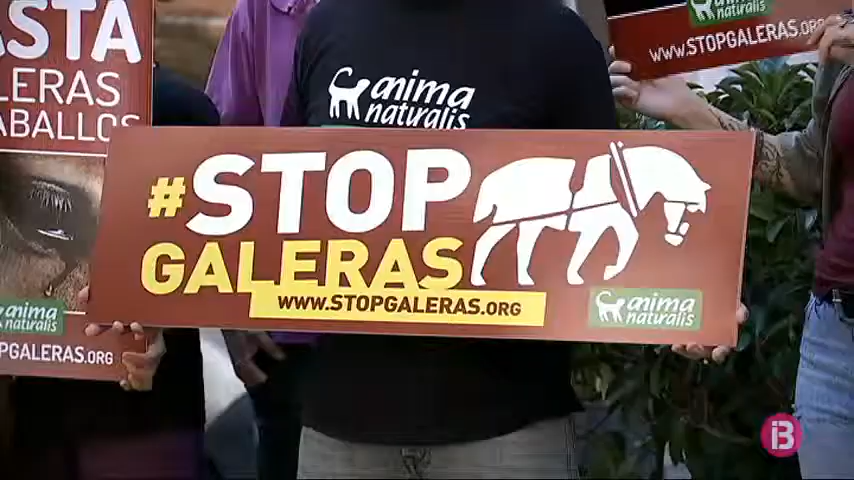 ASTA
LERAS
ABALLOS
anima
naturalis
PGALERAS.ORG
anima
naturalis
#STOP
GALERAS
WWW.STOPGALERAS.ORG
anima
naturalis
anima
naturalis
WWW.STOPGALERAS.ORG
IB